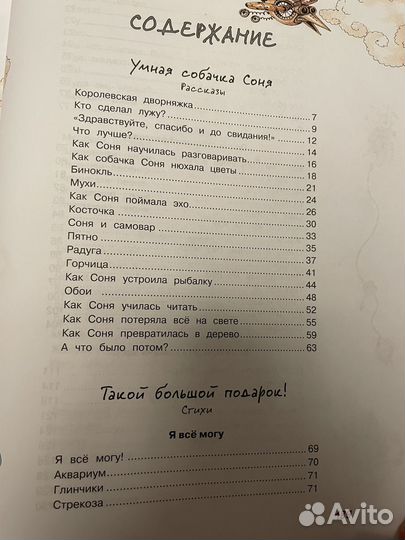 СОДЕРЖАНИЕ
Умная собачка Соня
Рассказы
Королевская дворняжка 7
Кто сделал лужу? 9
«Здравствуйте, спасибо и до свидания!» 12
Что лучше? 14
Как Соня научилась разговаривать 16
Как собачка Соня нюхала цветы 18
Бинокль 21
Мухи 24
Как Соня поймала эхо 26
Косточка 30
Соня и самовар 33
Пятно 35
Радуга 37
Горчица 41
Как Соня устроила рыбалку 44
Обои 48
Как Соня училась читать 52
Как Соня потеряла всё на свете 55
Как Соня превратилась в дерево 59
А что было потом? 63
Такой большой подарок!
Стихи
Я всё могу
Я всё могу! 69
Аквариум 70
Глинчики 71
Стрекоза 71
Avito